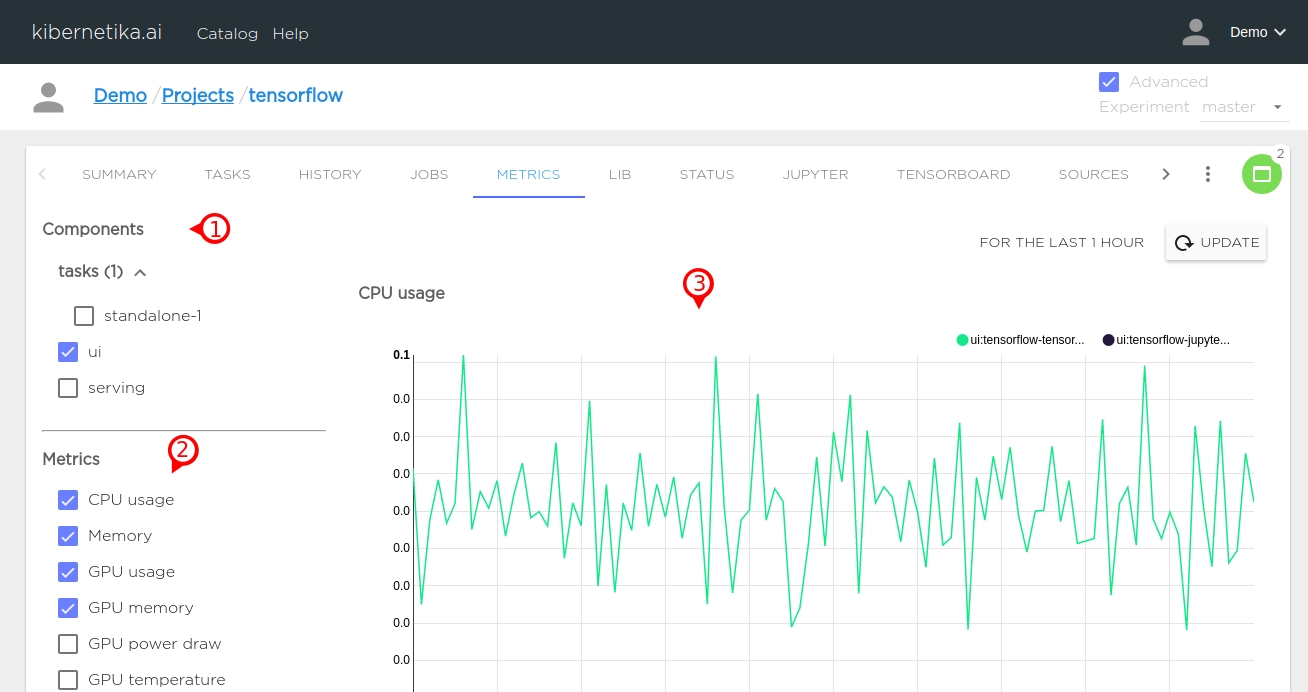 kibernetika.ai Catalog Help Demo
Demo / Projects / tensorflow
Advanced
Experiment master
SUMMARY TASKS HISTORY JOBS METRICS LIB STATUS JUPYTER TENSORBOARD SOURCES 2
Components 1
FOR THE LAST 1 HOUR UPDATE
tasks (1)
CPU usage 3
standalone-1
ui
serving
ui:tensorflow-tensor... ui:tensorflow-jupyte...
0.1
0.0
0.0
0.0
0.0
0.0
0.0
0.0
0.0
Metrics 2
CPU usage
Memory
GPU usage
GPU memory
GPU power draw
GPU temperature